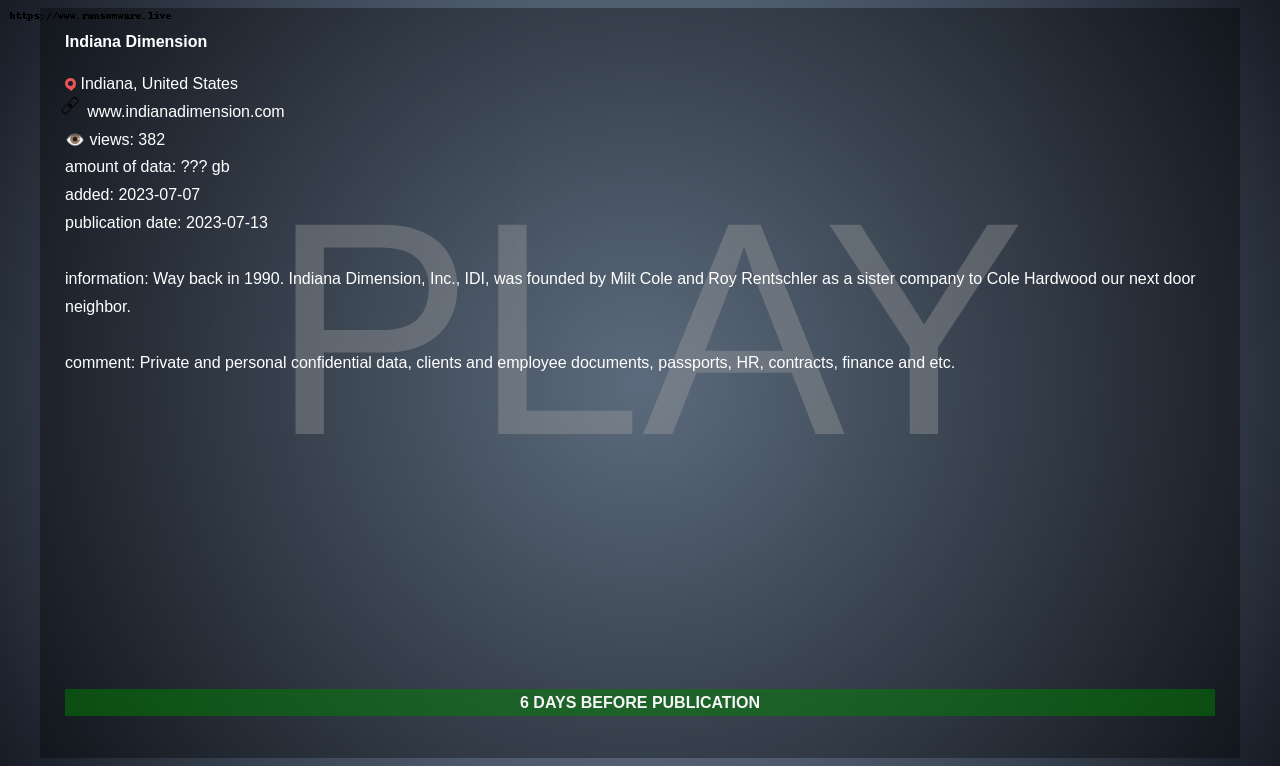 https://www.ransomware.live
Indiana Dimension
Indiana, United States
www.indianadimension.com
views: 382
amount of data: ??? gb
added: 2023-07-07
publication date: 2023-07-13
PLAY
information: Way back in 1990. Indiana Dimension, Inc., IDI, was founded by Milt Cole and Roy Rentschler as a sister company to Cole Hardwood our next door
neighbor.
comment: Private and personal confidential data, clients and employee documents, passports, HR, contracts, finance and etc.
6 DAYS BEFORE PUBLICATION